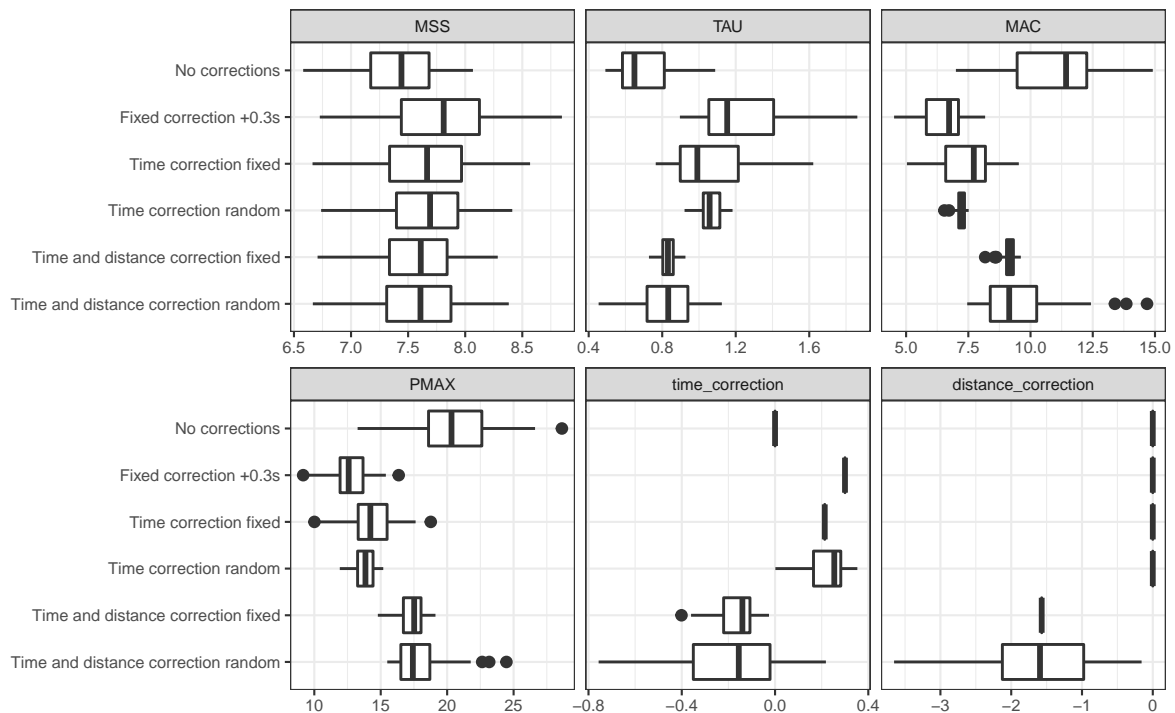 MSS TAU MAC
No corrections
Fixed correction +0.3s
Time correction fixed
Time correction random
Time and distance correction fixed
Time and distance correction random
6.5 7.0 7.5 8.0 8.5 0.4 0.8 1.2 1.6 5.0 7.5 10.0 12.5 15.0
PMAX time_correction distance_correction
No corrections
Fixed correction +0.3s
Time correction fixed
Time correction random
Time and distance correction fixed
Time and distance correction random
10 15 20 25 −0.8 −0.4 0.0 0.4 −3 −2 −1 0